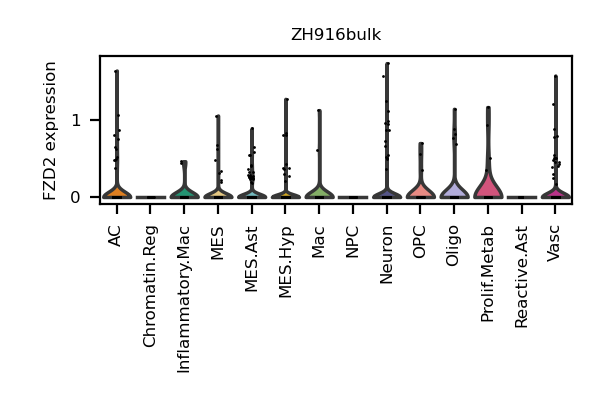 ZH916bulk
FZD2 expression
1
0
AC
Chromatin.Reg
Inflammatory.Mac
MES
MES.Ast
MES.Hyp
Mac
NPC
Neuron
OPC
Oligo
Prolif.Metab
Reactive.Ast
Vasc